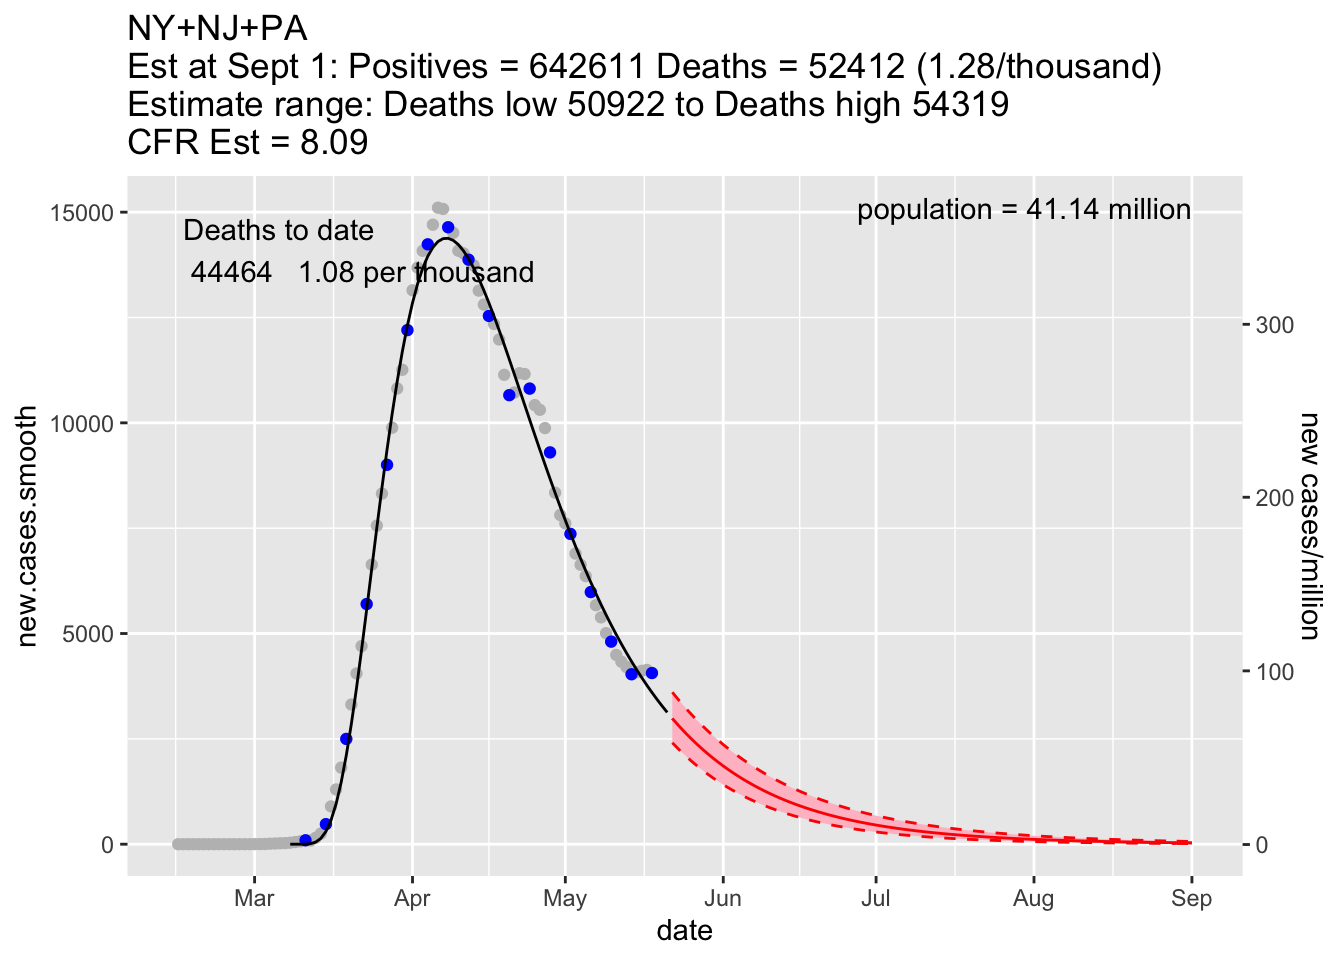 NY+NJ+PA
Est at Sept 1: Positives = 642611 Deaths = 52412 (1.28/thousand)
Estimate range: Deaths low 50922 to Deaths high 54319
CFR Est = 8.09
Deaths to date
44464 1.08 per thousand
population = 41.14 million
new.cases.smooth
15000
10000
5000
0
300
200
100
0
new cases/million
Mar Apr May Jun Jul Aug Sep
date